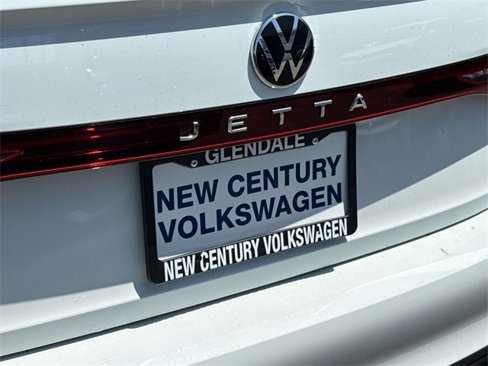 JETTA
GLENDALE
NEW CENTURY
VOLKSWAGEN
NEW CENTURY VOLKSWAGEN